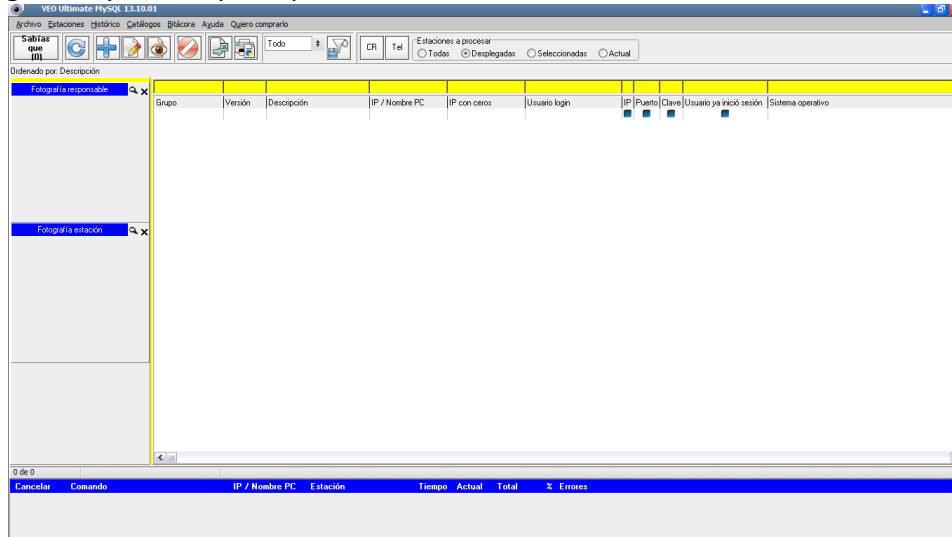 VEO Ultimate MySQL 13.10.01
Archivo Estaciones Histórico Catálogos Bitácora Ayuda Quiero comprarlo
Sabías
que
(0)
Todo
CR Tel
Estaciones a procesar
Todas Desplegadas Seleccionadas Actual
Ordenado por: Descripción
Fotografía responsable
Grupo Versión Descripción IP / Nombre PC IP con ceros Usuario login IP Puerto Clave Usuario ya inició sesión Sistema operativo
Fotografía estación
0 de 0
Cancelar Comando IP / Nombre PC Estación Tiempo Actual Total % Errores